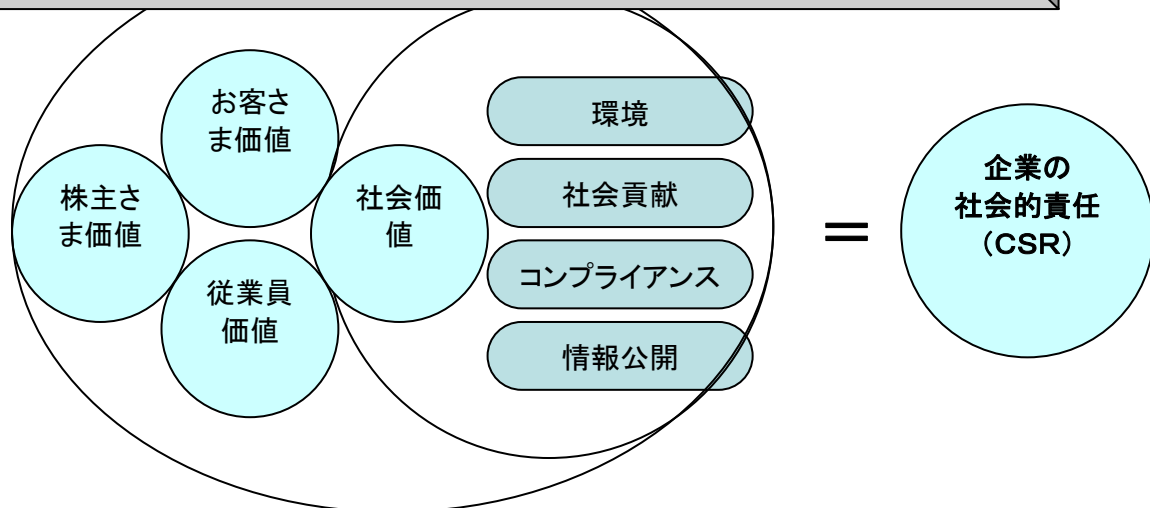 お客さ
ま価値
株主さ
ま価値
社会価
値
従業員
価値
環境
社会貢献
コンプライアンス
情報公開
＝
企業の
社会的責任
（CSR）